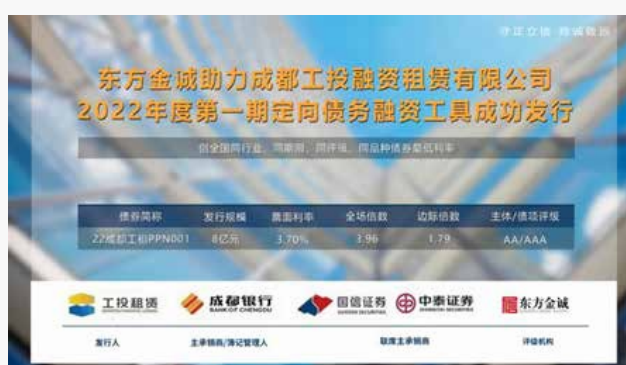 东方金诚助力成都工投融资租赁有限公司
2022年度第一期定向债务融资工具成功发行
创全国同行业、同期限、同评级、同品种债券最低利率
债券简称 发行规模 票面利率 全场倍数 边际倍数 主体/债项评级
22成都工租PPN001 8亿元 3.70% 3.96 1.79 AA/AAA
工投租赁 成都银行 国信证券 中泰证券 东方金诚
BANK OF CHENGDU GUOSEN SECURITIES
发行人 主承销商/簿记管理人 联席主承销商 评级机构